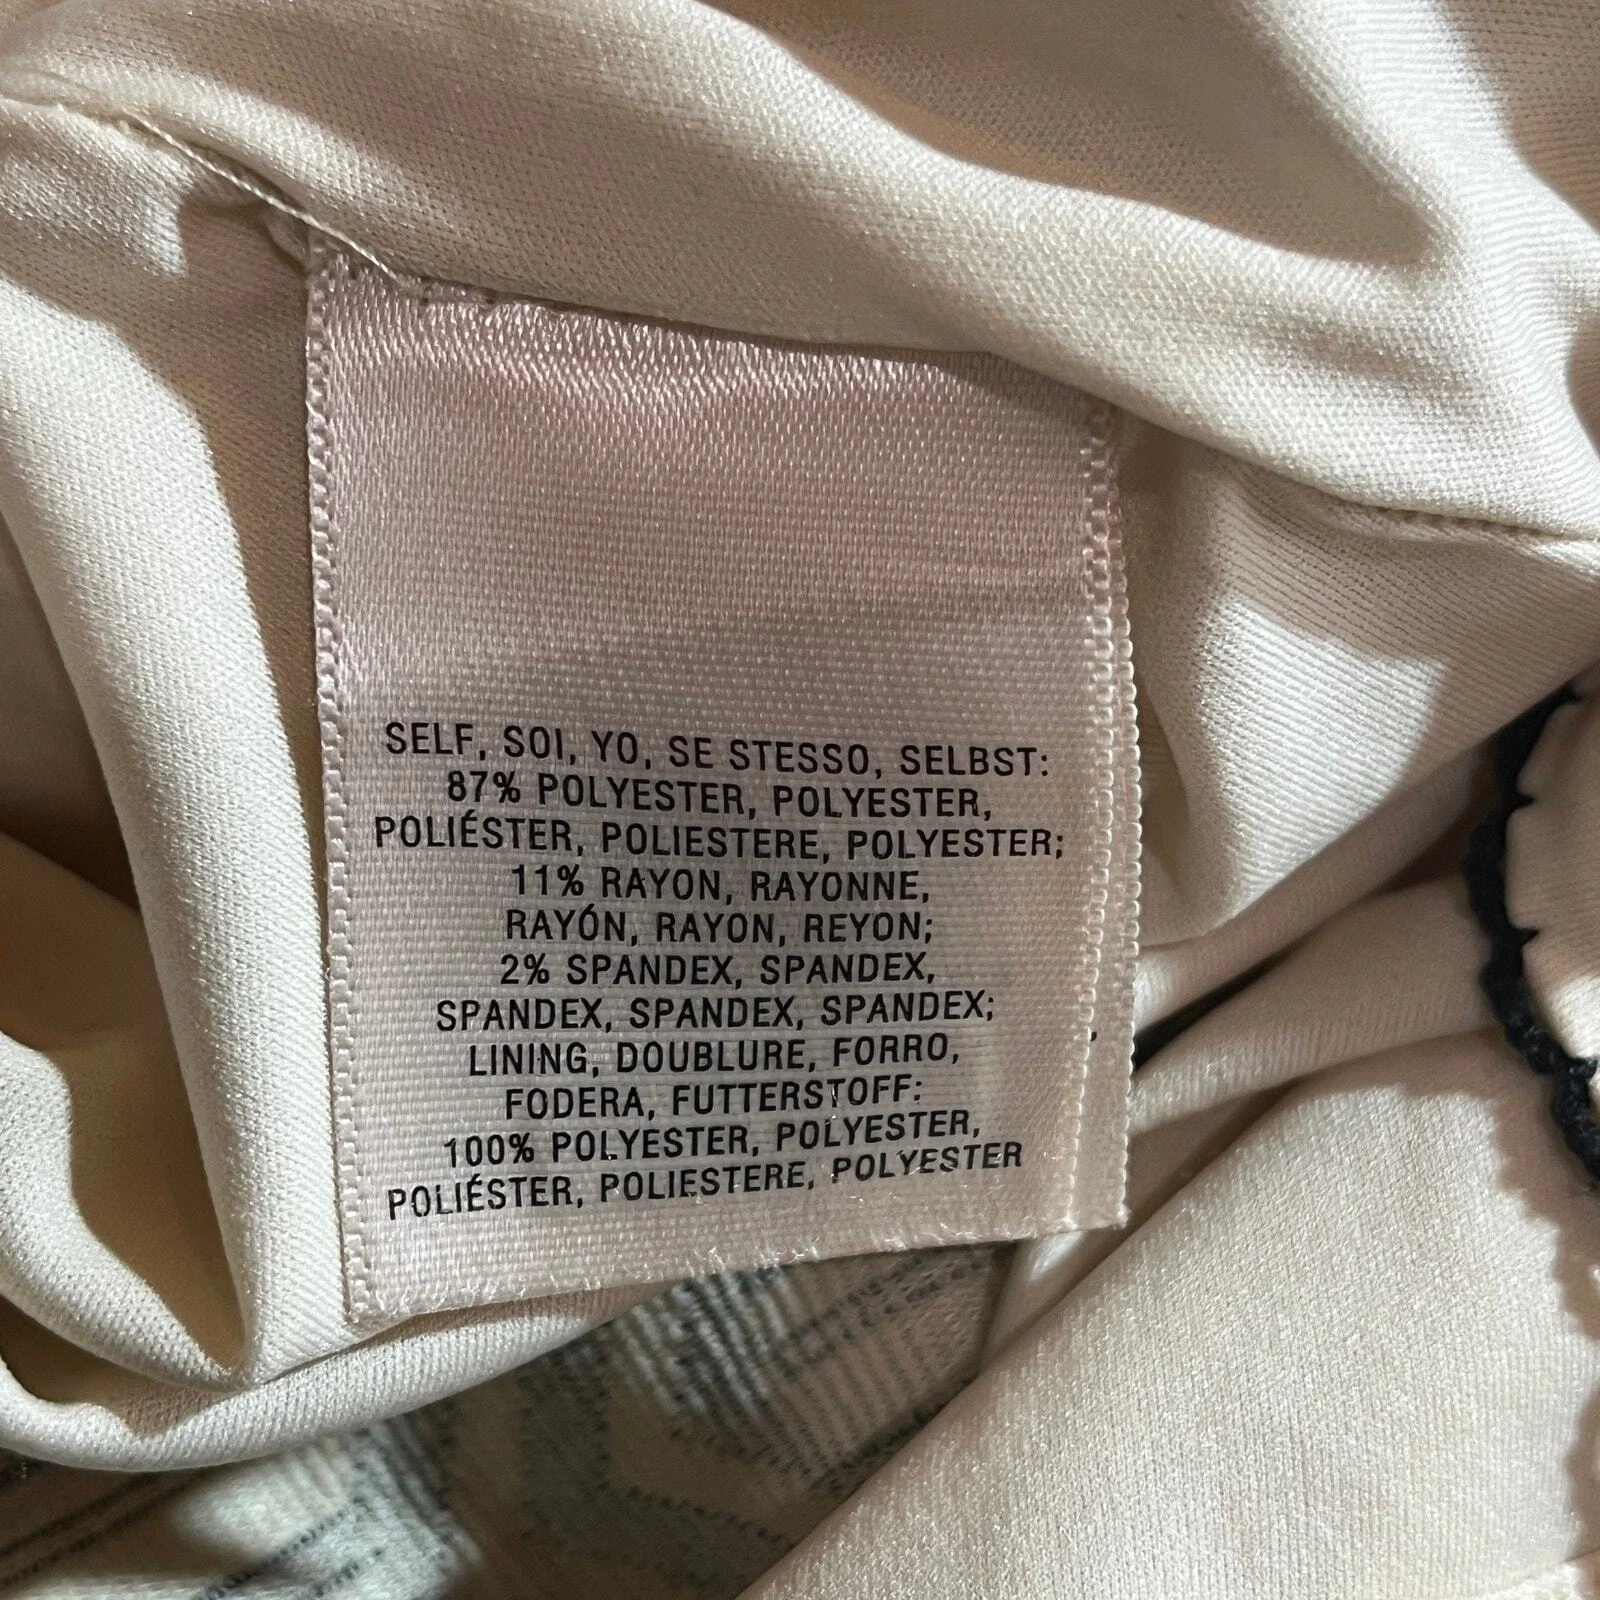 SELF, SOI, YO, SE STESSO, SELBST:
87% POLYESTER, POLYESTER,
POLIÉSTER, POLIESTERE, POLYESTER;
11% RAYON, RAYONNE,
RAYÓN, RAYON, REYON;
2% SPANDEX, SPANDEX,
SPANDEX, SPANDEX, SPANDEX;
LINING, DOUBLURE, FORRO,
FODERA, FUTTERSTOFF:
100% POLYESTER, POLYESTER,
POLIÉSTER, POLIESTERE, POLYESTER